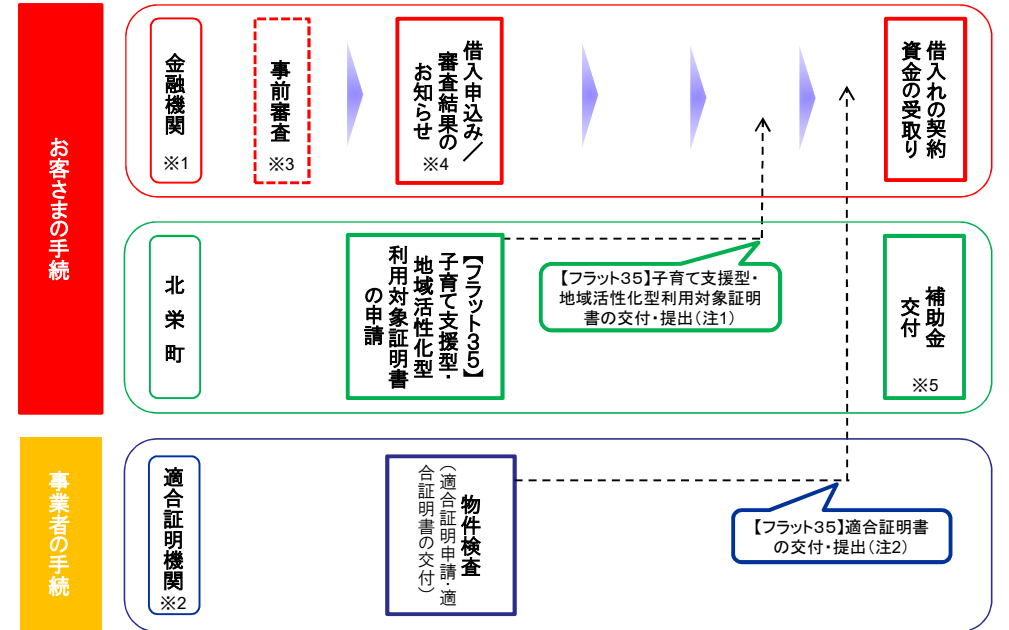 お客さまの手続
金融機関
※1
事前審査
※3
借入申込み／
審査結果の
お知らせ
※4
借入れの契約
資金の受取り
北栄町
【フラット35】
子育て支援型・
地域活性化型
利用対象証明書
の申請
【フラット35】子育て支援型・
地域活性化型利用対象証明
書の交付・提出（注1）
補助金
交付
※5
事業者の手続
適合証明機関
※2
物件検査
（適合証明申請・適
合証明書の交付）
【フラット35】適合証明書
の交付・提出（注2）